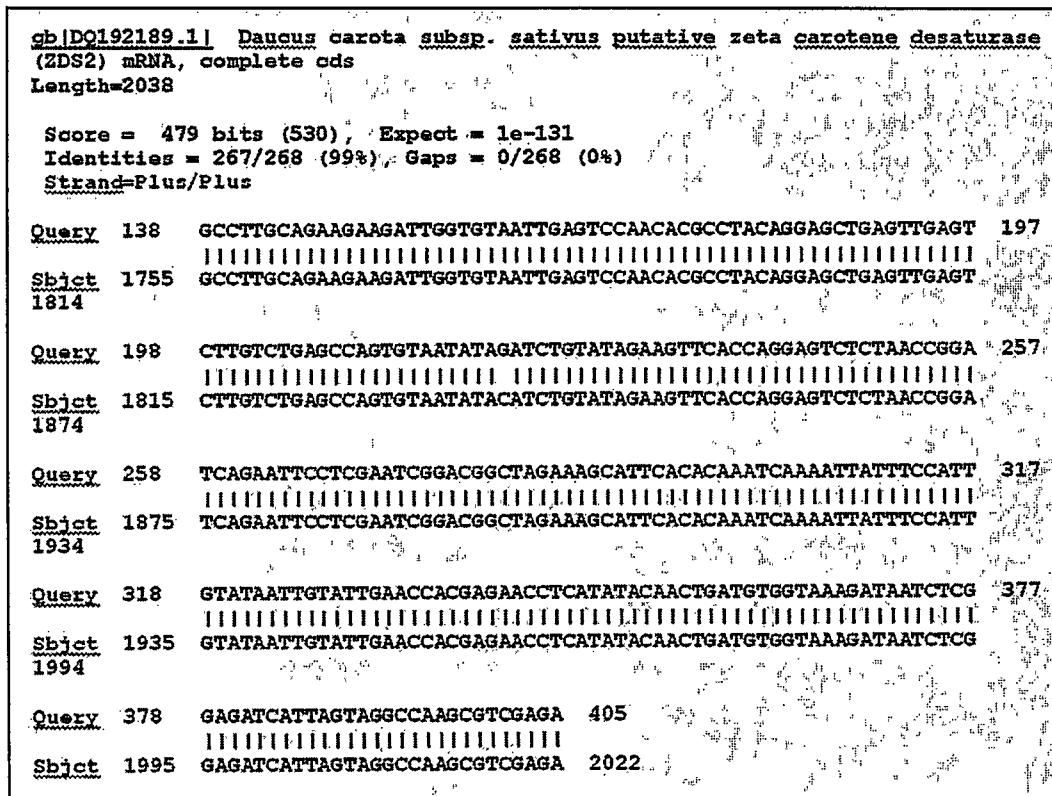 gb|DQ192189.1| Daucus carota subsp. sativus putative zeta carotene desaturase
(ZDS2) mRNA, complete cds
Length=2038
Score = 479 bits (530), Expect = 1e-131
Identities = 267/268 (99%), Gaps = 0/268 (0%)
Strand=Plus/Plus
Query 138 GCCTTGCAGAAGAAGATTGGTGTAATTGAGTCCAACACGCCTACAGGAGCTGAGTTGAGT 197
||||||||||||||||||||||||||||||||||||||||||||||||||||||||||||
Sbjct 1755 GCCTTGCAGAAGAAGATTGGTGTAATTGAGTCCAACACGCCTACAGGAGCTGAGTTGAGT
1814
Query 198 CTTGTCTGAGCCAGTGTAATATAGATCTGTATAGAAGTTCACCAGGAGTCTCTAACCGGA 257
||||||||||||||||||||||| ||||||||||||||||||||||||||||||||||||
Sbjct 1815 CTTGTCTGAGCCAGTGTAATATACATCTGTATAGAAGTTCACCAGGAGTCTCTAACCGGA
1874
Query 258 TCAGAATTCCTCGAATCGGACGGCTAGAAAGCATTCACACAAATCAAAATTATTTCCATT 317
||||||||||||||||||||||||||||||||||||||||||||||||||||||||||||
Sbjct 1875 TCAGAATTCCTCGAATCGGACGGCTAGAAAGCATTCACACAAATCAAAATTATTTCCATT
1934
Query 318 GTATAATTGTATTGAACCACGAGAACCTCATATACAACTGATGTGGTAAAGATAATCTCG 377
||||||||||||||||||||||||||||||||||||||||||||||||||||||||||||
Sbjct 1935 GTATAATTGTATTGAACCACGAGAACCTCATATACAACTGATGTGGTAAAGATAATCTCG
1994
Query 378 GAGATCATTAGTAGGCCAAGCGTCGAGA 405
||||||||||||||||||||||||||||
Sbjct 1995 GAGATCATTAGTAGGCCAAGCGTCGAGA 2022